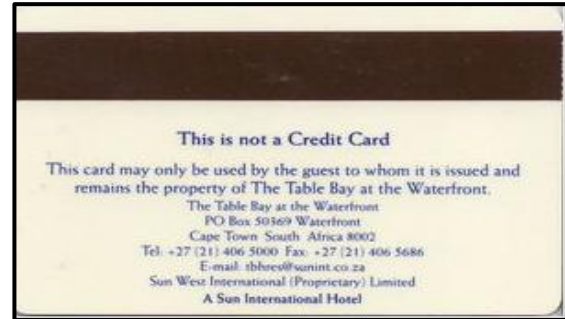 This is not a Credit Card
This card may only be used by the guest to whom it is issued and
remains the property of The Table Bay at the Waterfront.
The Table Bay at the Waterfront
PO Box 50369 Waterfront
Cape Town South Africa 8002
Tel: +27 (21) 406 5000 Fax: +27 (21) 406 5686
E-mail: tbhres@sunint.co.za
Sun West International (Proprietary) Limited
A Sun International Hotel